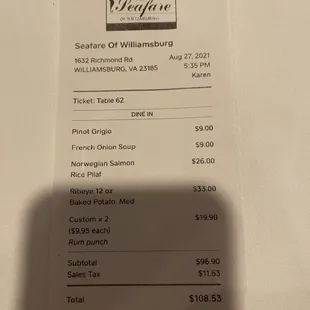 Seafare
OF WILLIAMSBURG
Seafare Of Williamsburg
1632 Richmond Rd
WILLIAMSBURG, VA 23185
Aug 27, 2021
5:35 PM
Karen
Ticket: Table 62
DINE IN
Pinot Grigio $9.00
French Onion Soup $9.00
Norwegian Salmon $26.00
Rice Pilaf
Ribeye 12 oz $33.00
Baked Potato, Med
Custom x 2 $19.90
($9.95 each)
Rum punch
Subtotal $96.90
Sales Tax $11.63
Total $108.53